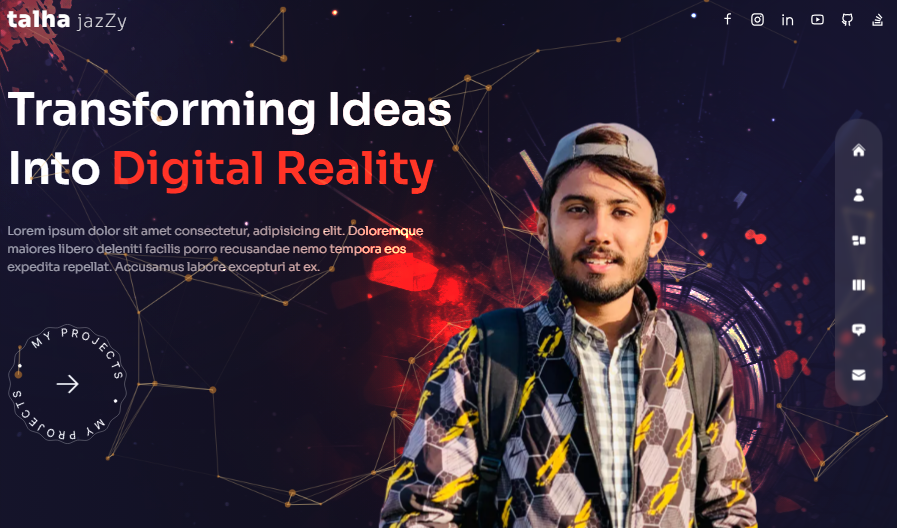 talha jazZy
Transforming Ideas
Into Digital Reality
Lorem ipsum dolor sit amet consectetur, adipisicing elit. Doloremque
maiores libero deleniti facilis porro recusandae nemo tempora eos
expedita repellat. Accusamus labore excepturi at ex.
MY PROJECTS • MY PROJECTS